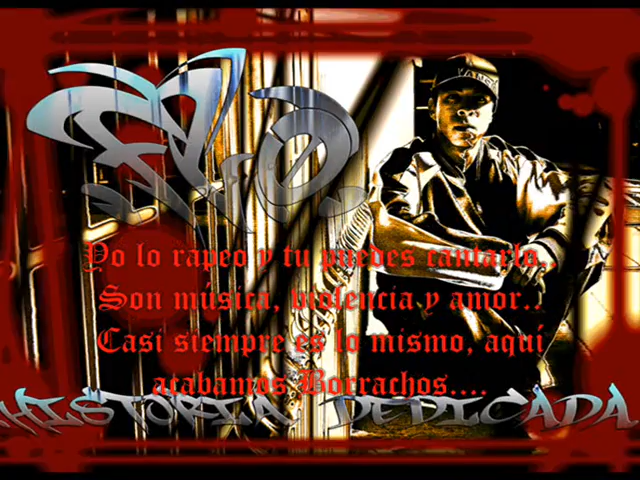 Yo lo rapeo y tu puedes cantarlo..
Son música, violencia y amor..
Casi siempre es lo mismo, aquí
acabamos Borrachos....
HISTORIA DEDICADA